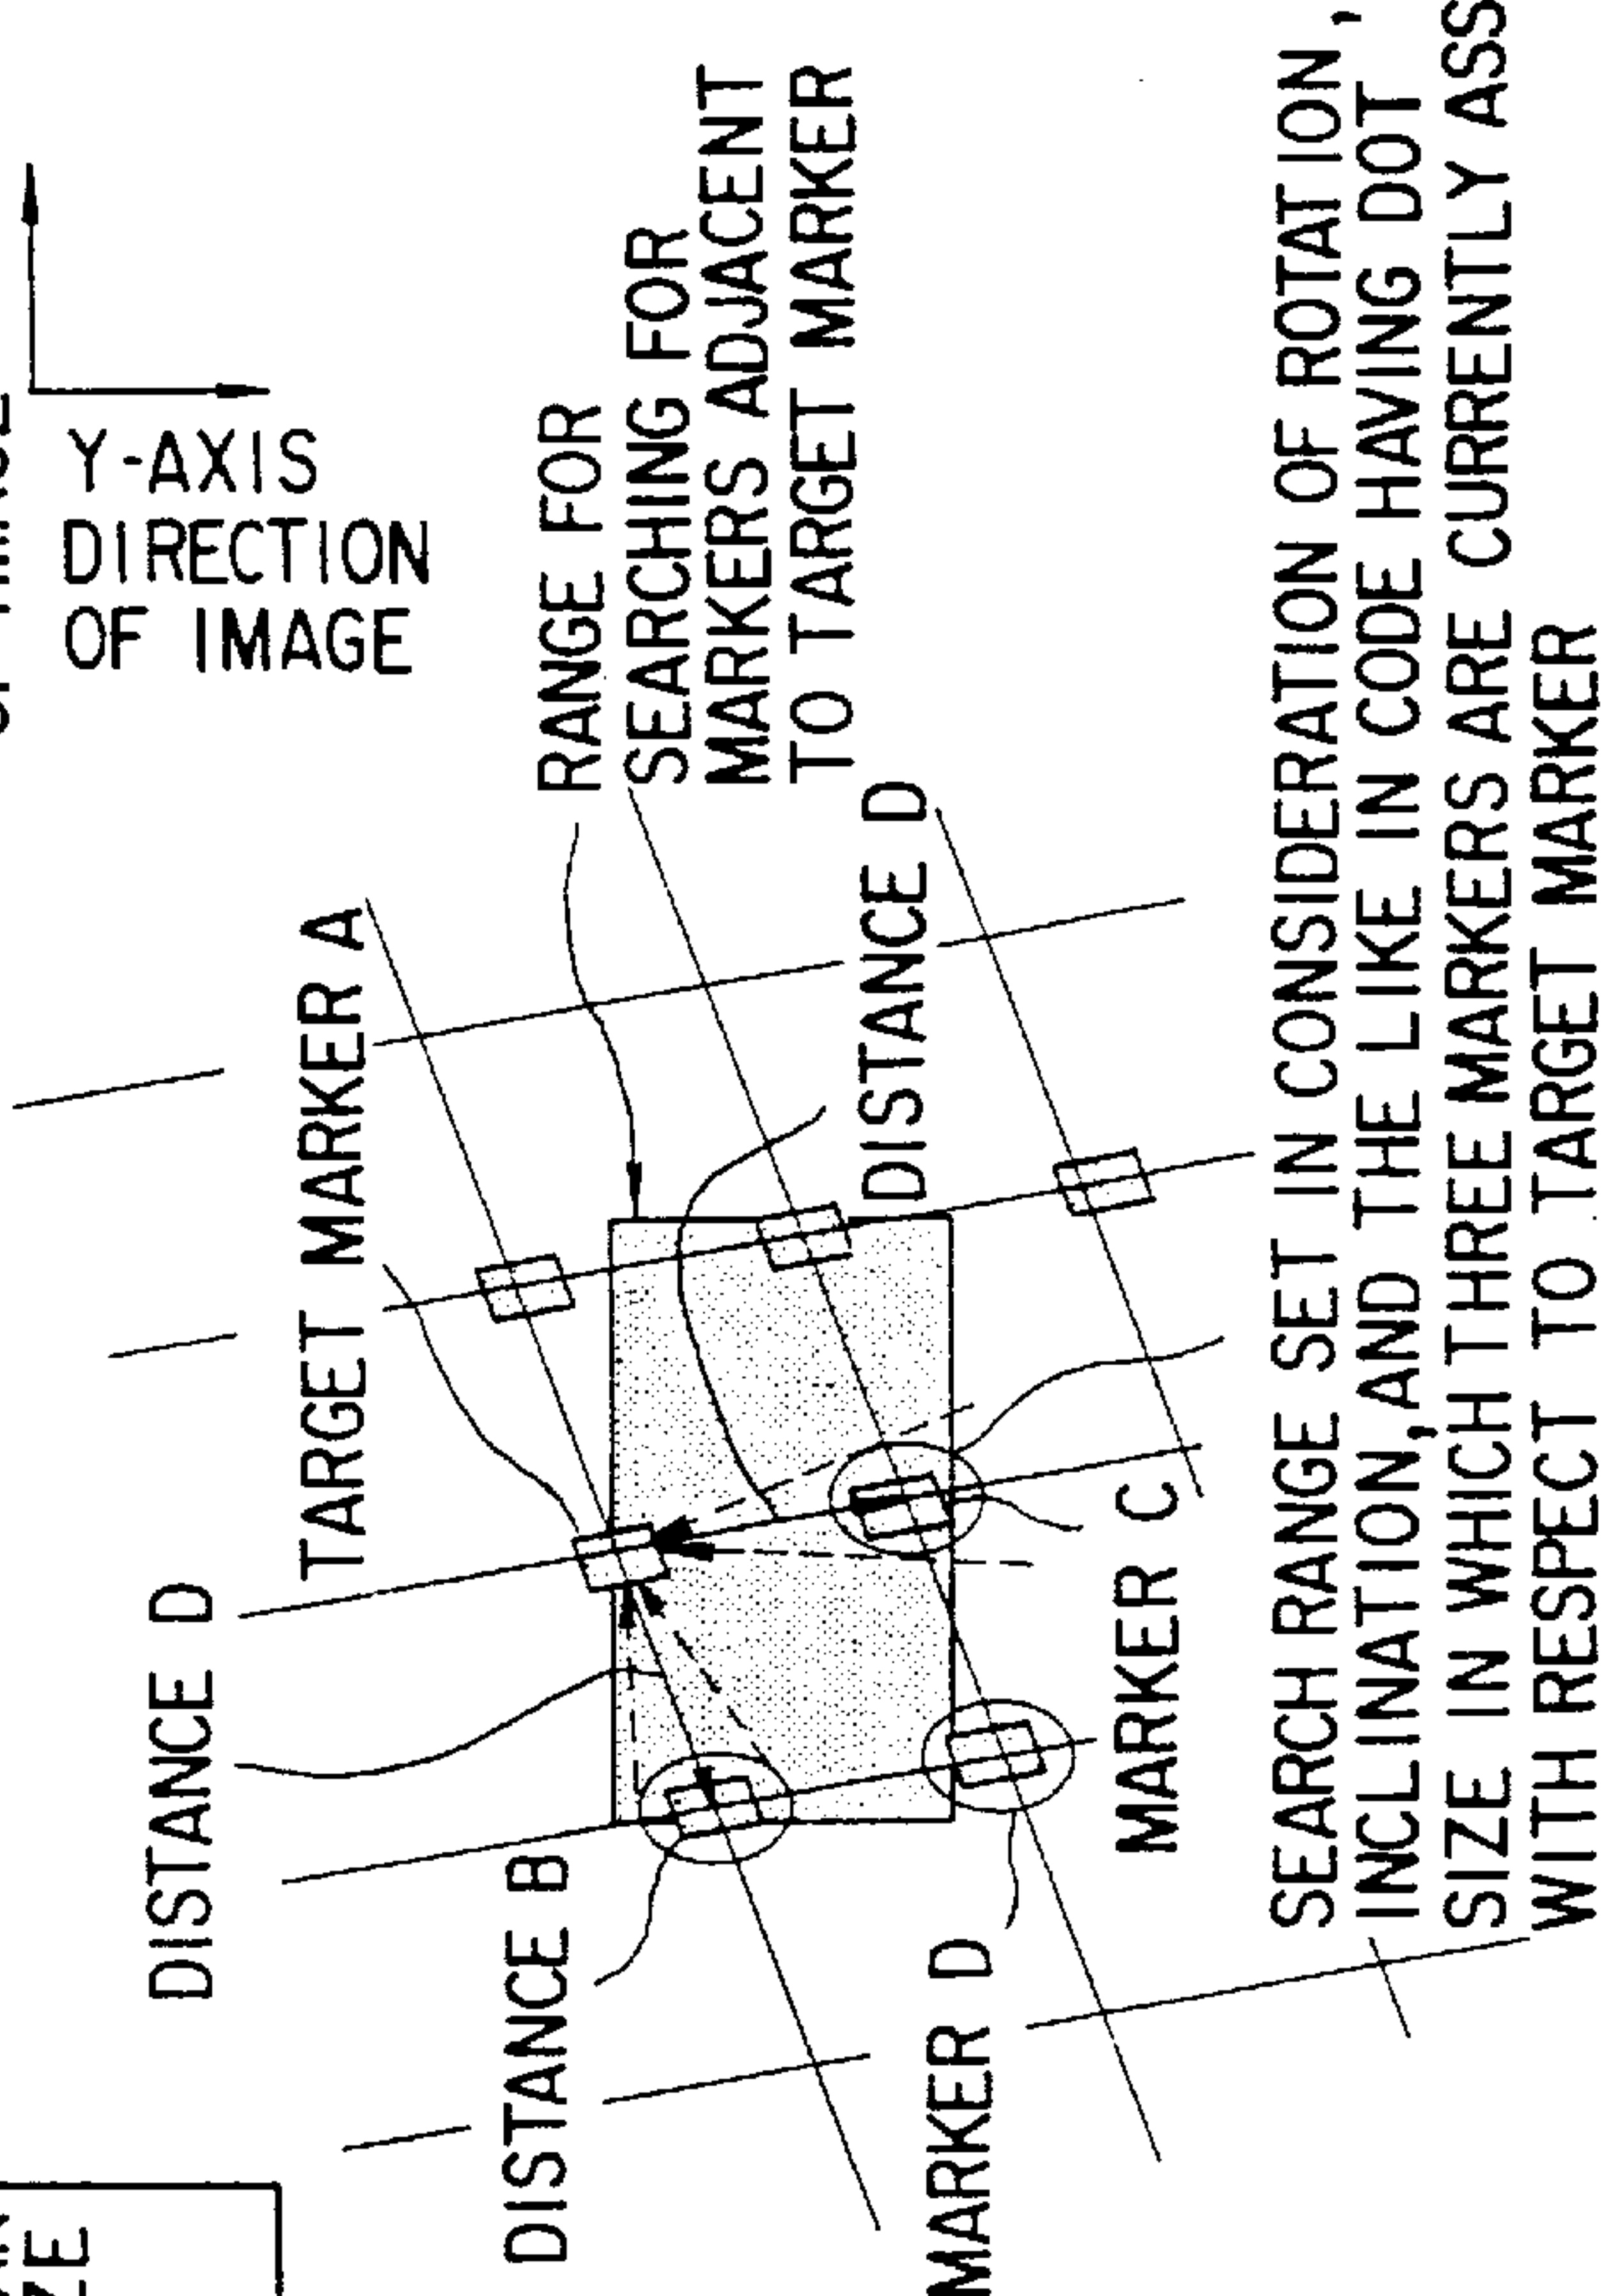 Y-AXIS
DIRECTION
OF IMAGE
RANGE FOR
SEARCHING FOR
MARKERS ADJACENT
TO TARGET MARKER
TARGET MARKER A
DISTANCE D
DISTANCE B
DISTANCE D
MARKER D
MARKER C
SEARCH RANGE SET IN CONSIDERATION OF ROTATION,
INCLINATION,AND THE LIKE IN CODE HAVING DOT
SIZE IN WHICH THREE MARKERS ARE CURRENTLY ASS
WITH RESPECT TO TARGET MARKER